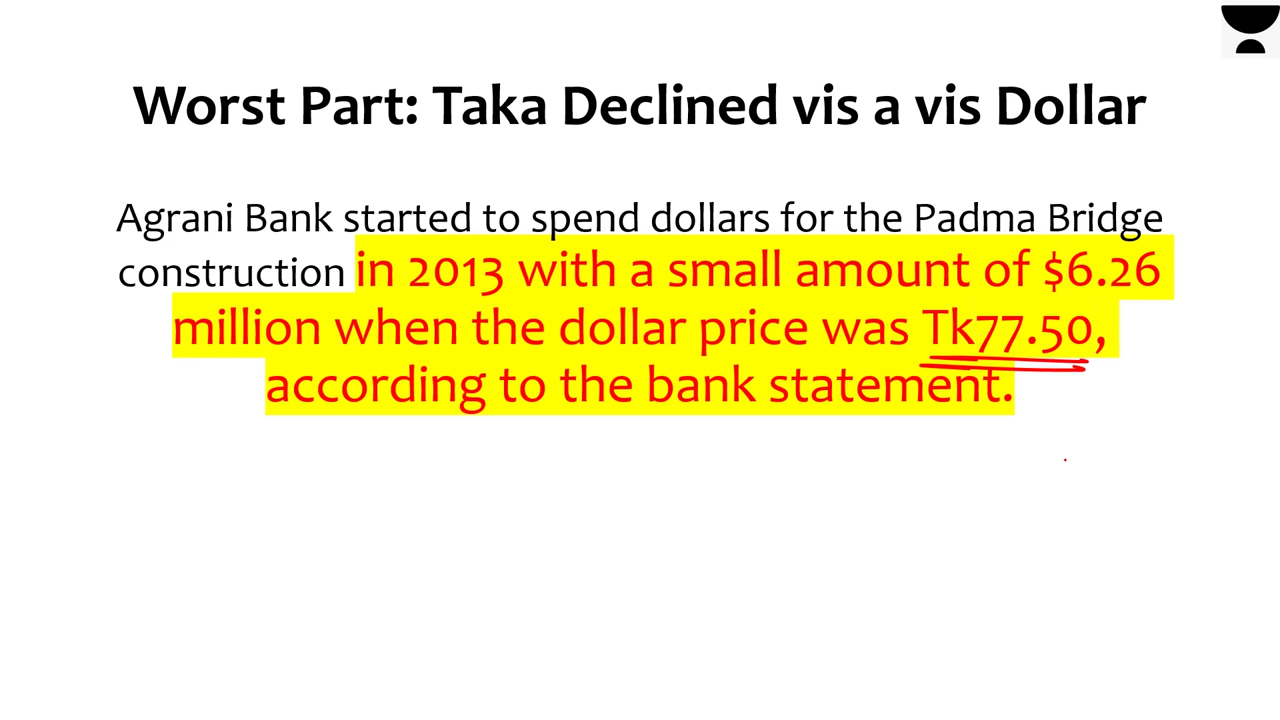 Worst Part: Taka Declined vis a vis Dollar
Agrani Bank started to spend dollars for the Padma Bridge
construction in 2013 with a small amount of $6.26
million when the dollar price was Tk77.50,
according to the bank statement.